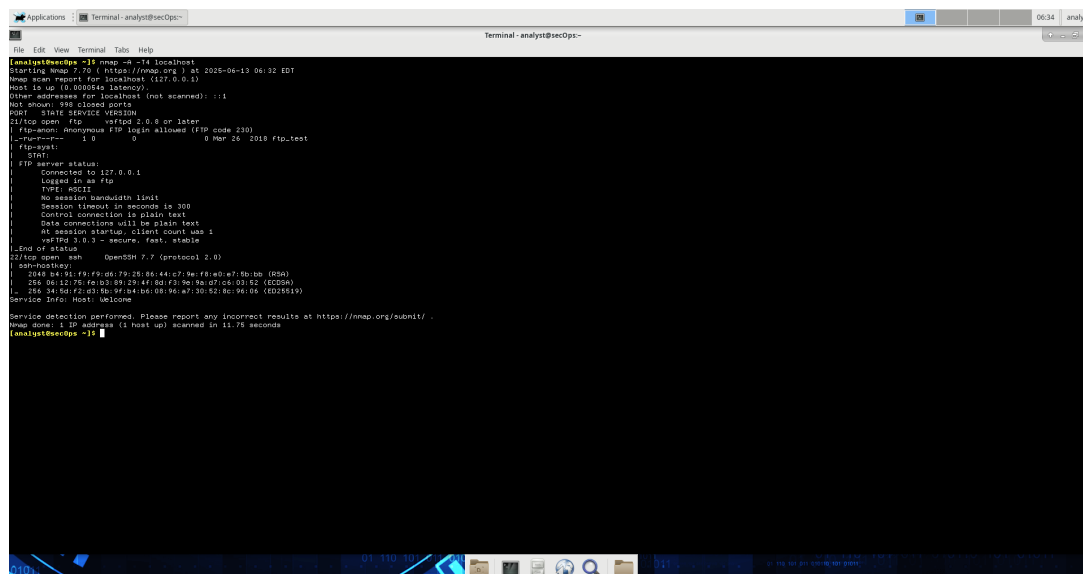 Applications Terminal - analyst@secOps:~ 06:34 analy
Terminal - analyst@secOps:~
File Edit View Terminal Tabs Help
[analyst@secOps ~]$ nmap -A -T4 localhost
Starting Nmap 7.70 ( https://nmap.org ) at 2025-06-13 06:32 EDT
Nmap scan report for localhost (127.0.0.1)
Host is up (0.000054s latency).
Other addresses for localhost (not scanned): ::1
Not shown: 998 closed ports
PORT   STATE SERVICE VERSION
21/tcp open  ftp     vsftpd 2.0.8 or later
| ftp-anon: Anonymous FTP login allowed (FTP code 230)
|_-rw-r--r--    1 0        0               0 Mar 26  2018 ftp_test
| ftp-syst:
|   STAT:
| FTP server status:
|      Connected to 127.0.0.1
|      Logged in as ftp
|      TYPE: ASCII
|      No session bandwidth limit
|      Session timeout in seconds is 300
|      Control connection is plain text
|      Data connections will be plain text
|      At session startup, client count was 1
|      vsFTPd 3.0.3 - secure, fast, stable
|_End of status
22/tcp open  ssh     OpenSSH 7.7 (protocol 2.0)
| ssh-hostkey:
|   2048 b4:91:f9:f9:d6:79:25:86:44:c7:9e:f8:e0:e7:5b:bb (RSA)
|   256 06:12:75:fe:b3:89:29:4f:8d:f3:9e:9a:d7:c6:03:52 (ECDSA)
|_  256 34:5d:f2:d3:5b:9f:b4:b6:08:96:a7:30:52:8c:96:06 (ED25519)
Service Info: Host: Welcome

Service detection performed. Please report any incorrect results at https://nmap.org/submit/ .
Nmap done: 1 IP address (1 host up) scanned in 11.75 seconds
[analyst@secOps ~]$